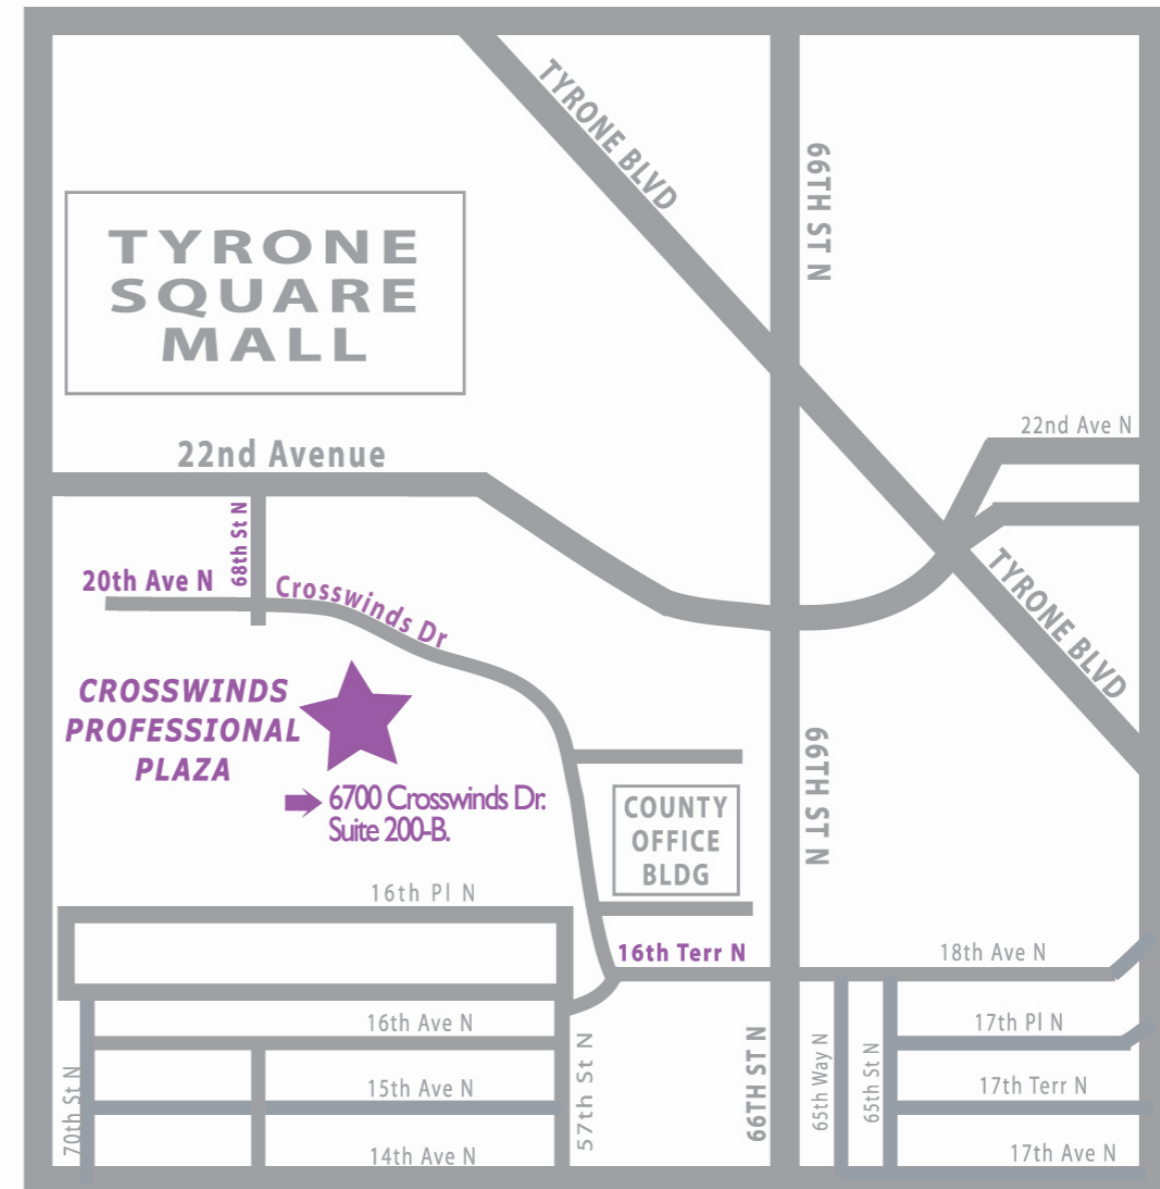 TYRONE BLVD
66TH ST N
TYRONE
SQUARE
MALL
22nd Ave N
22nd Avenue
68th St N
20th Ave N
Crosswinds Dr
TYRONE BLVD
CROSSWINDS
PROFESSIONAL
PLAZA
66TH ST N
6700 Crosswinds Dr.
Suite 200-B.
COUNTY
OFFICE
BLDG
16th Pl N
16th Terr N
18th Ave N
16th Ave N
17th Pl N
57th St N
66TH ST N
65th Way N
65th St N
70th St N
15th Ave N
17th Terr N
14th Ave N
17th Ave N